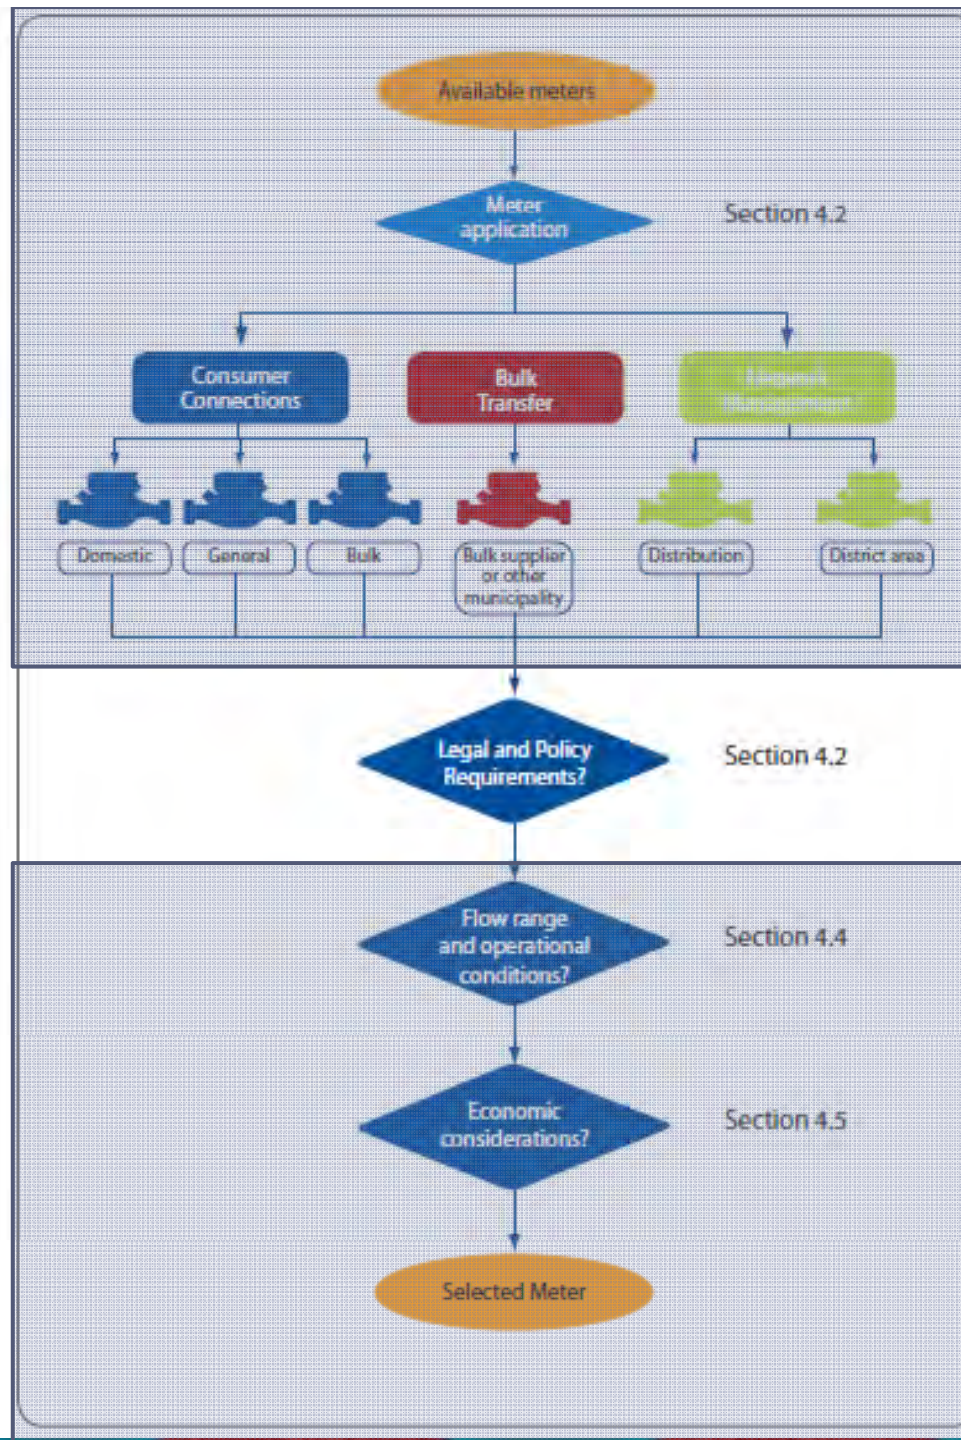 Available meters
Meter
application
Section 4.2
Consumer
Connections
Bulk
Transfer
Domestic
General
Bulk
Bulk supplier
or other
municipality
Distribution
District area
Legal and Policy
Requirements?
Section 4.2
Flow range
and operational
conditions?
Section 4.4
Economic
considerations?
Section 4.5
Selected Meter